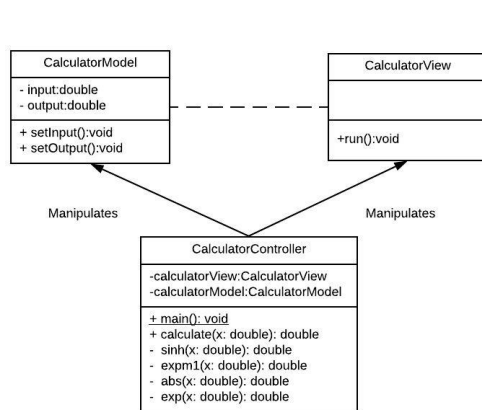 CalculatorModel
- input:double
- output:double
+ setInput():void
+ setOutput():void
CalculatorView
+run():void
Manipulates
Manipulates
CalculatorController
-calculatorView:CalculatorView
-calculatorModel:CalculatorModel
+ main(): void
+ calculate(x: double): double
- sinh(x: double): double
- expm1(x: double): double
- abs(x: double): double
- exp(x: double): double